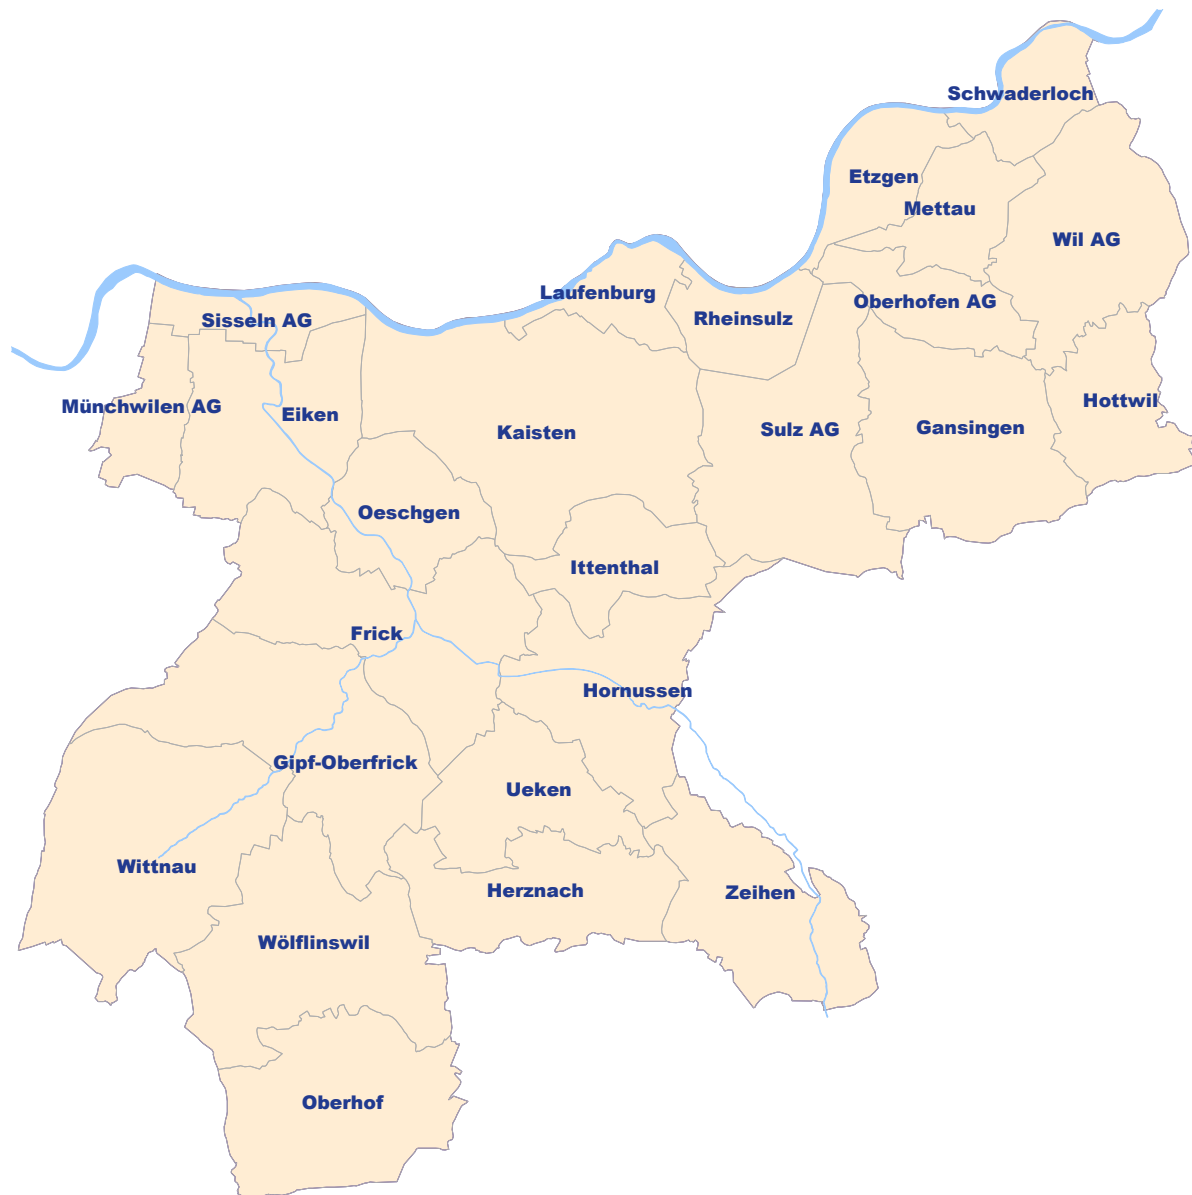 Schwaderloch
Etzgen
Mettau
Wil AG
Laufenburg
Oberhofen AG
Sisseln AG
Rheinsulz
Münchwilen AG
Eiken
Hottwil
Kaisten
Sulz AG
Gansingen
Oeschgen
Ittenthal
Frick
Hornussen
Gipf-Oberfrick
Ueken
Wittnau
Herznach
Zeihen
Wölflinswil
Oberhof